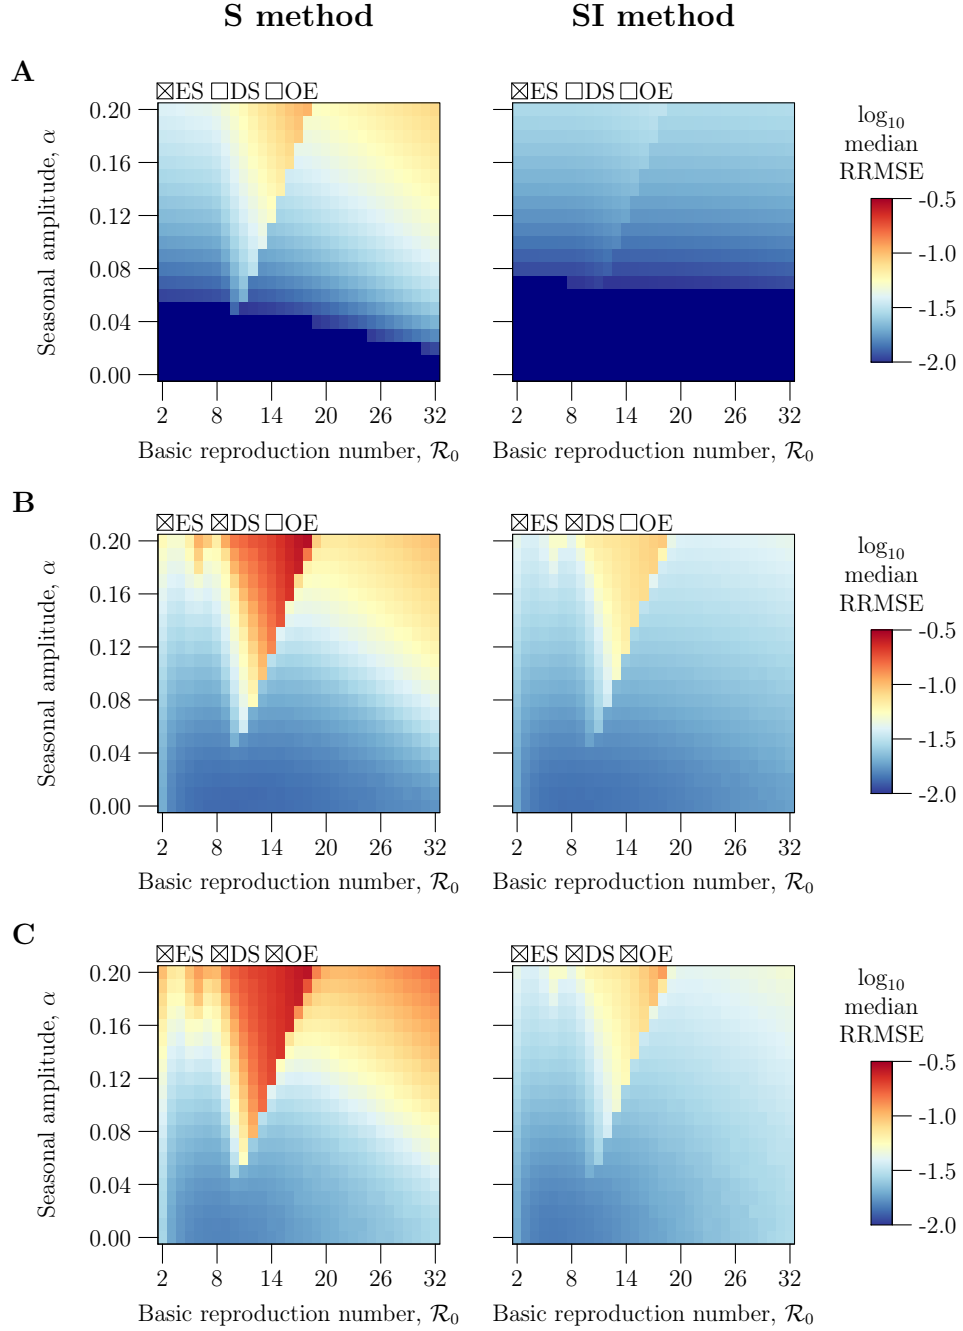 S method SI method
A
☒ES ☐DS ☐OE ☒ES ☐DS ☐OE
log₁₀
median
RRMSE
Seasonal amplitude, α
0.20
0.16
0.12
0.08
0.04
0.00
-0.5
-1.0
-1.5
-2.0
2 8 14 20 26 32 2 8 14 20 26 32
Basic reproduction number, ℛ₀ Basic reproduction number, ℛ₀
B
☒ES ☒DS ☐OE ☒ES ☒DS ☐OE
log₁₀
median
RRMSE
Seasonal amplitude, α
0.20
0.16
0.12
0.08
0.04
0.00
-0.5
-1.0
-1.5
-2.0
2 8 14 20 26 32 2 8 14 20 26 32
Basic reproduction number, ℛ₀ Basic reproduction number, ℛ₀
C
☒ES ☒DS ☒OE ☒ES ☒DS ☒OE
log₁₀
median
RRMSE
Seasonal amplitude, α
0.20
0.16
0.12
0.08
0.04
0.00
-0.5
-1.0
-1.5
-2.0
2 8 14 20 26 32 2 8 14 20 26 32
Basic reproduction number, ℛ₀ Basic reproduction number, ℛ₀